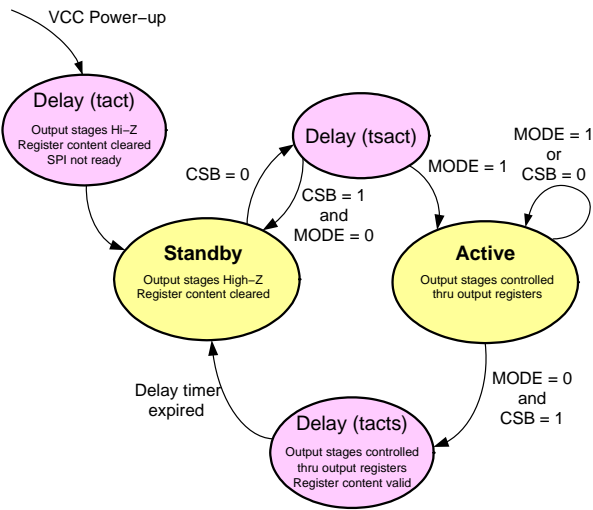 VCC Power-up
Delay (tact)
Output stages Hi–Z
Register content cleared
SPI not ready
Delay (tsact)
MODE = 1
or
CSB = 0
CSB = 0
MODE = 1
CSB = 1
and
MODE = 0
Standby
Output stages High–Z
Register content cleared
Active
Output stages controlled
thru output registers
Delay timer
expired
MODE = 0
and
CSB = 1
Delay (tacts)
Output stages controlled
thru output registers
Register content valid